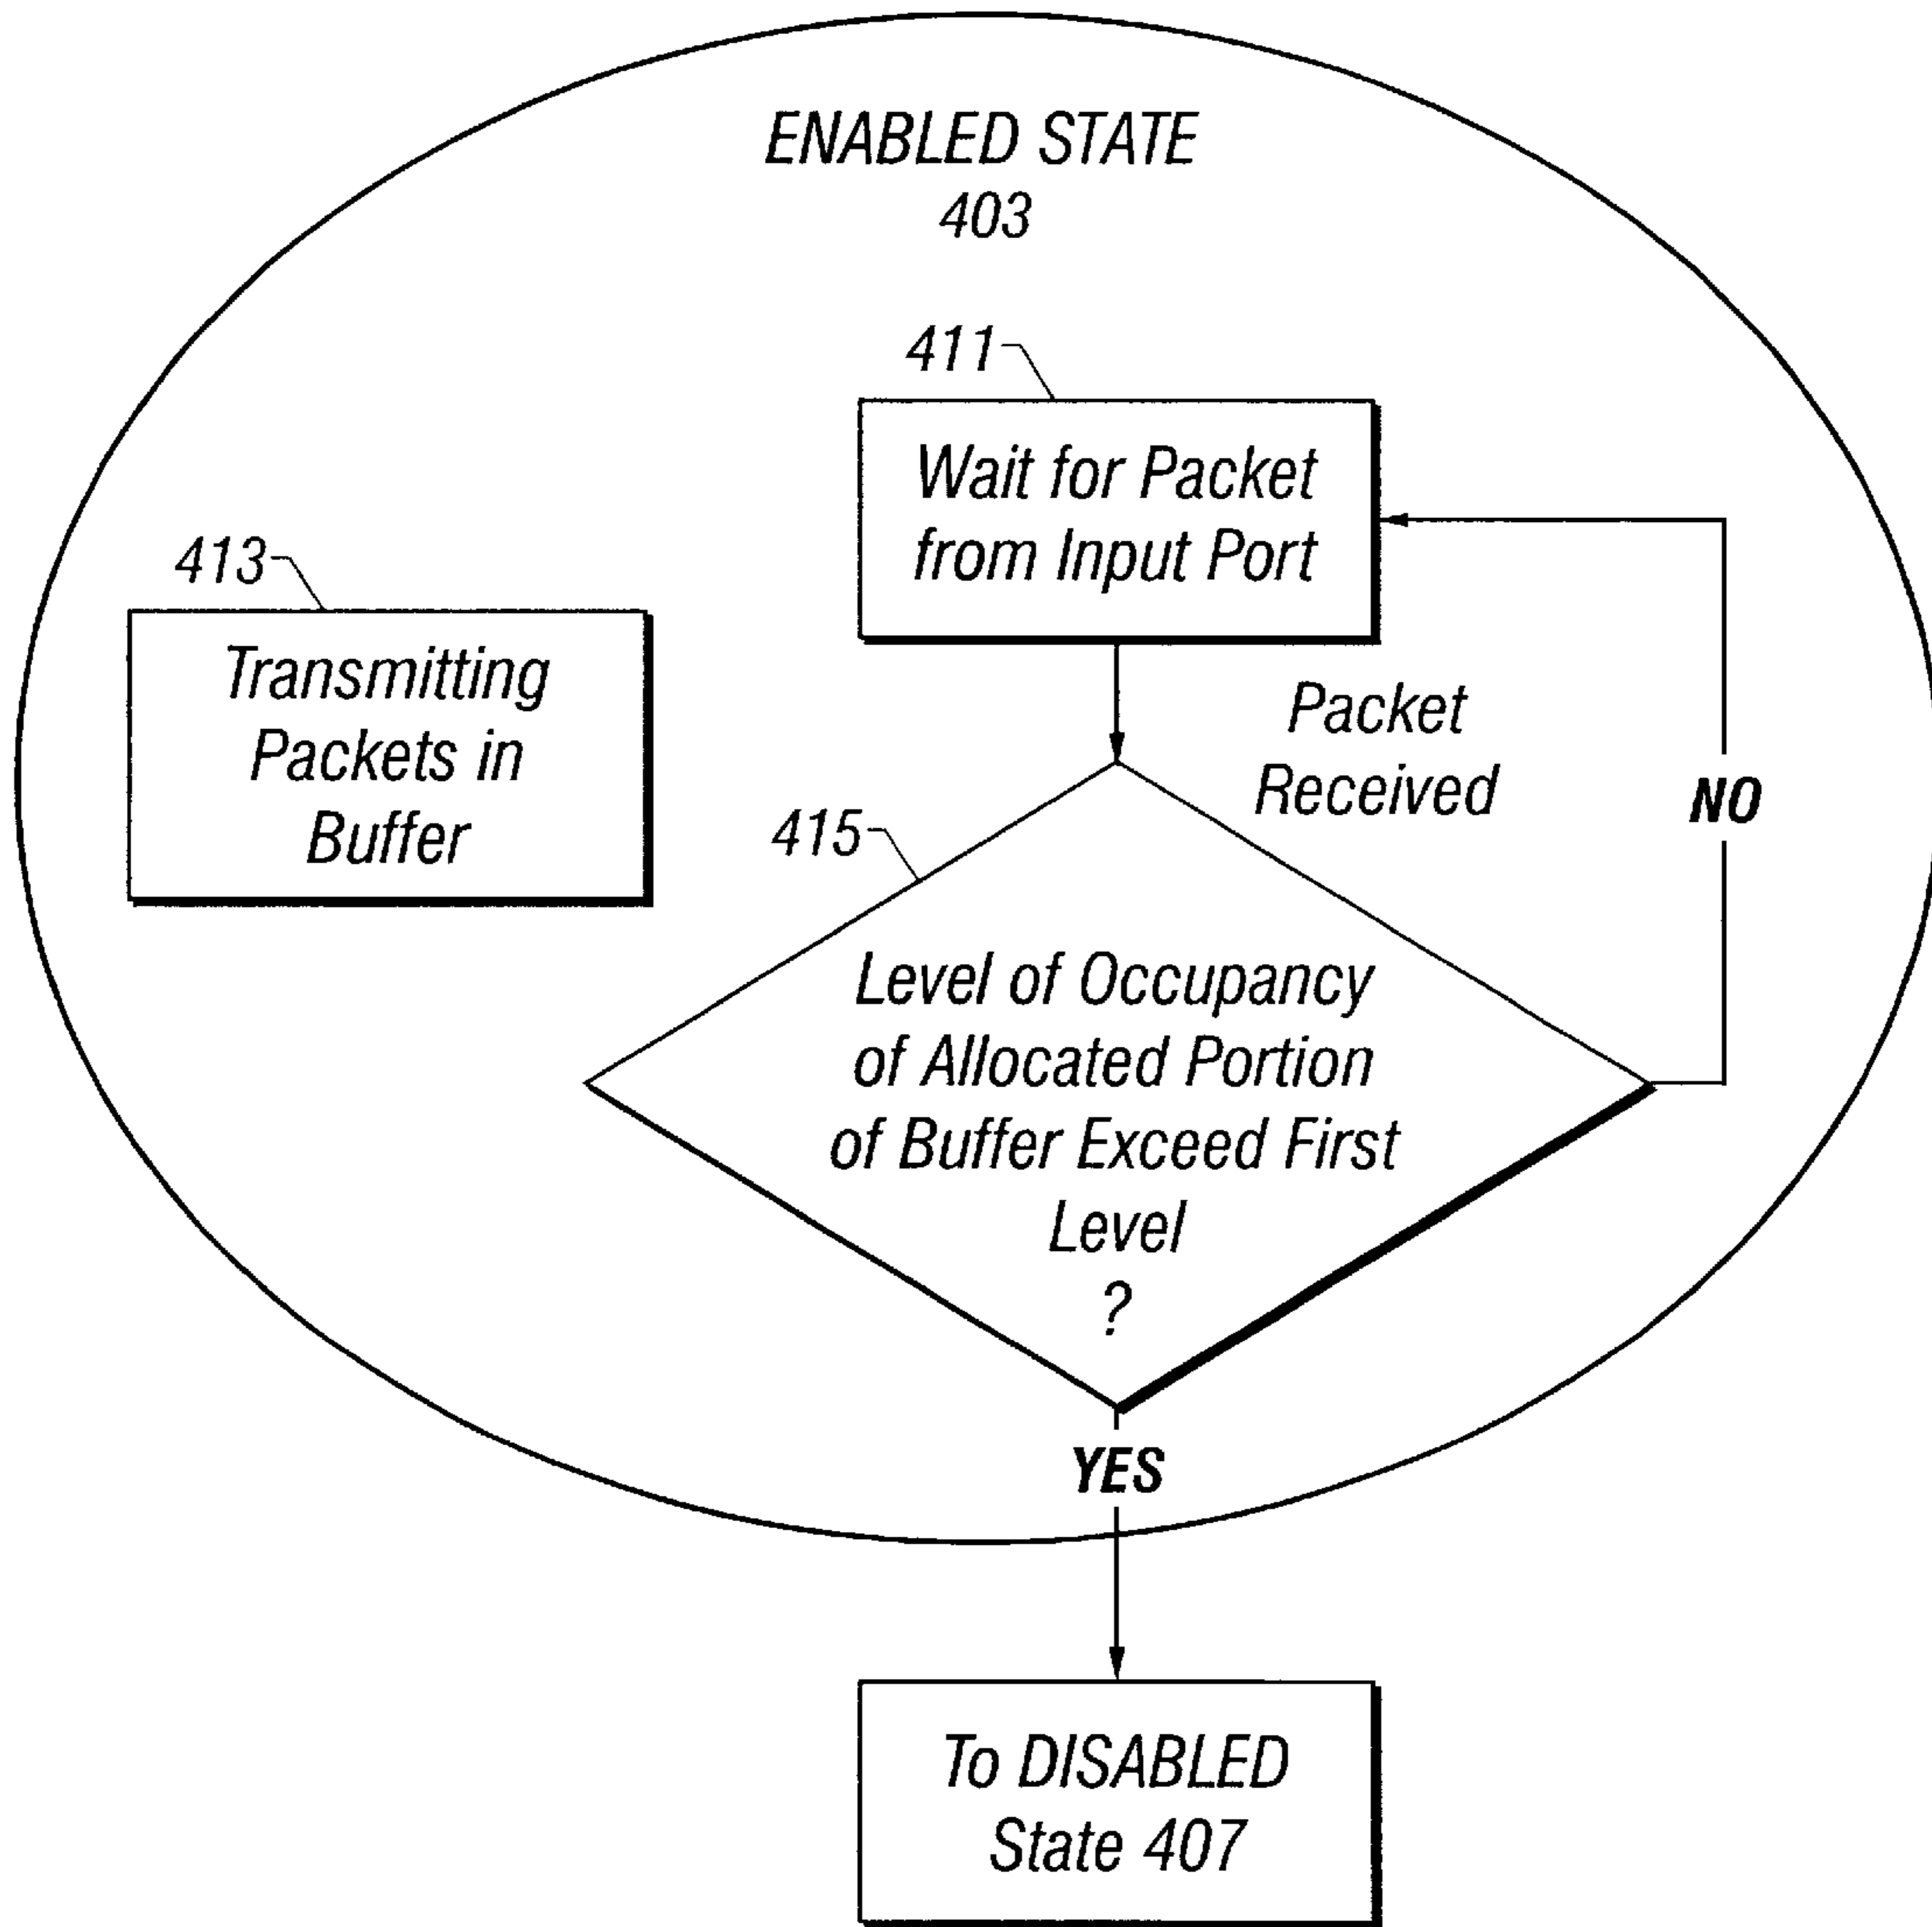 ENABLED STATE
403
411
Wait for Packet
from Input Port
413
Transmitting
Packets in
Buffer
Packet
Received
NO
415
Level of Occupancy
of Allocated Portion
of Buffer Exceed First
Level
?
YES
To DISABLED
State 407